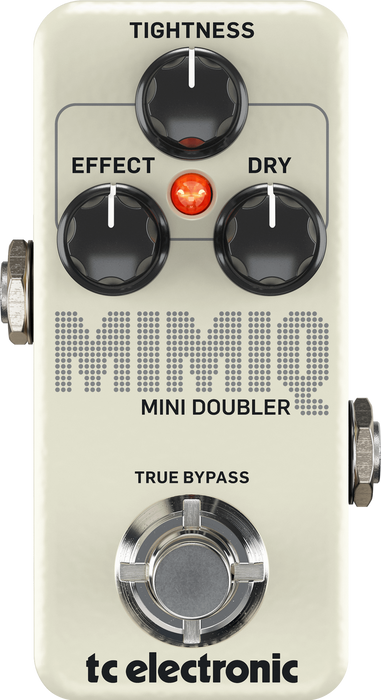 TIGHTNESS
EFFECT DRY
MIMIQ
MINI DOUBLER
TRUE BYPASS
tc electronic